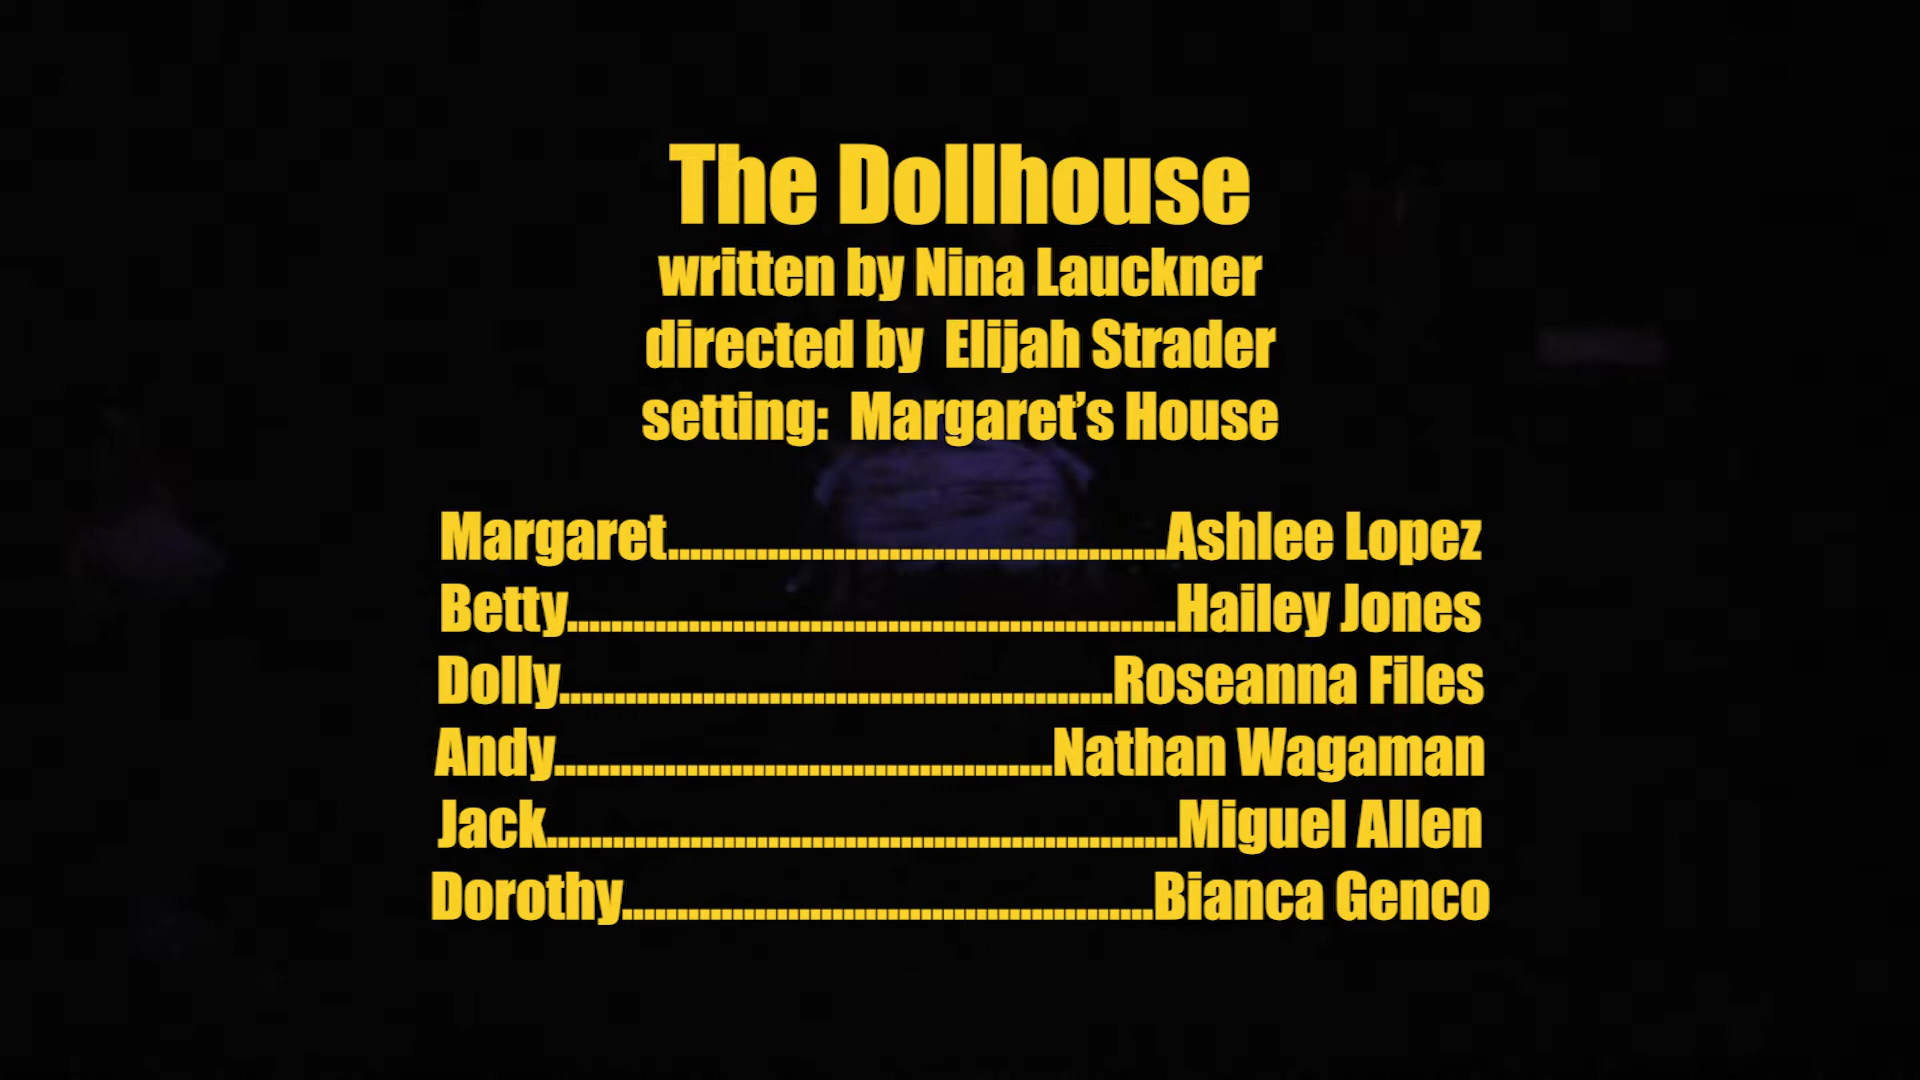 The Dollhouse
written by Nina Lauckner
directed by  Elijah Strader
setting:  Margaret’s House
Margaret.............................................Ashlee Lopez
Betty.......................................................Hailey Jones
Dolly..................................................Roseanna Files
Andy.............................................Nathan Wagaman
Jack.........................................................Miguel Allen
Dorothy................................................Bianca Genco